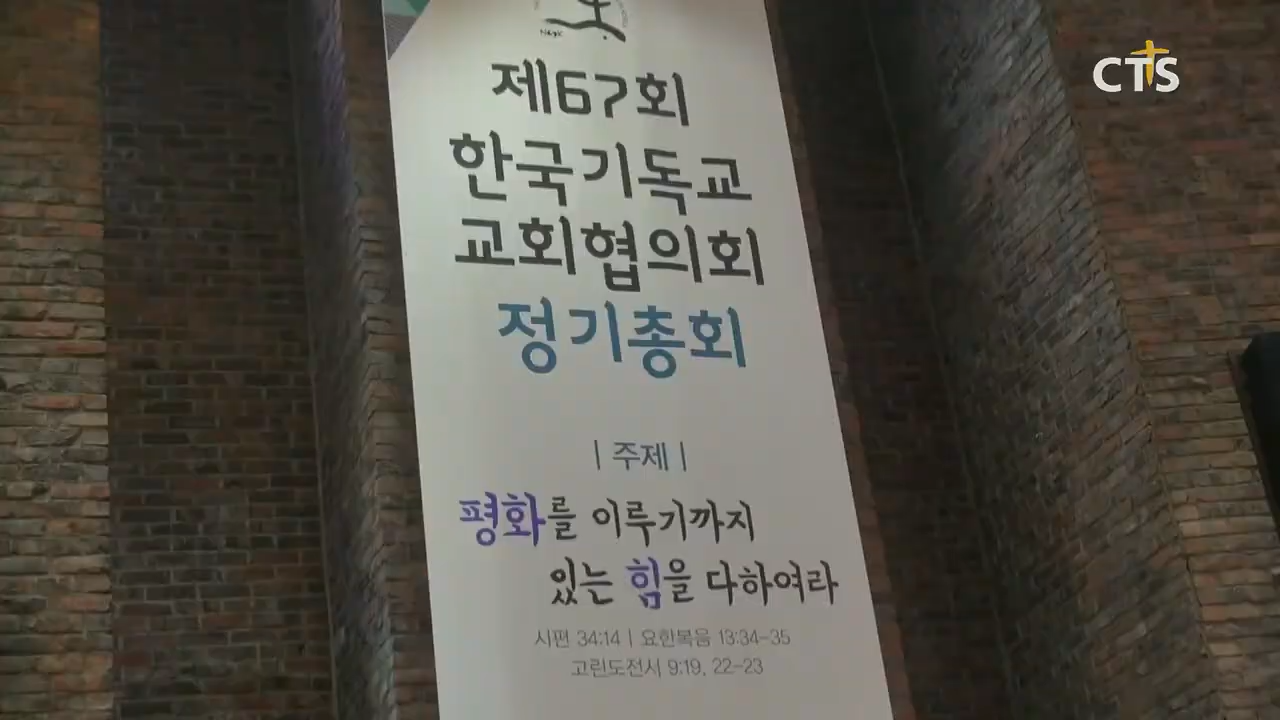 CTS
제67회
한국기독교
교회협의회
정기총회
| 주제 |
평화를 이루기까지
있는 힘을 다하여라
시편 34:14 | 요한복음 13:34-35
고린도전서 9:19, 22-23